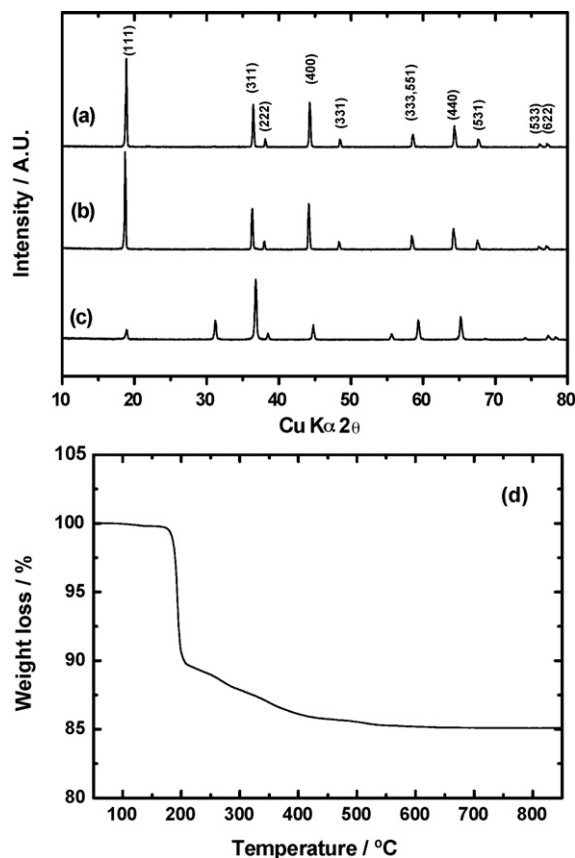 (111)
(311)
(222)
(400)
(331)
(333,551)
(440)
(531)
(533)
(622)
(a)
(b)
(c)
Intensity / A.U.
10 20 30 40 50 60 70 80
Cu Kα 2θ
105
(d)
100
95
90
85
80
Weight loss / %
100 200 300 400 500 600 700 800
Temperature / ºC